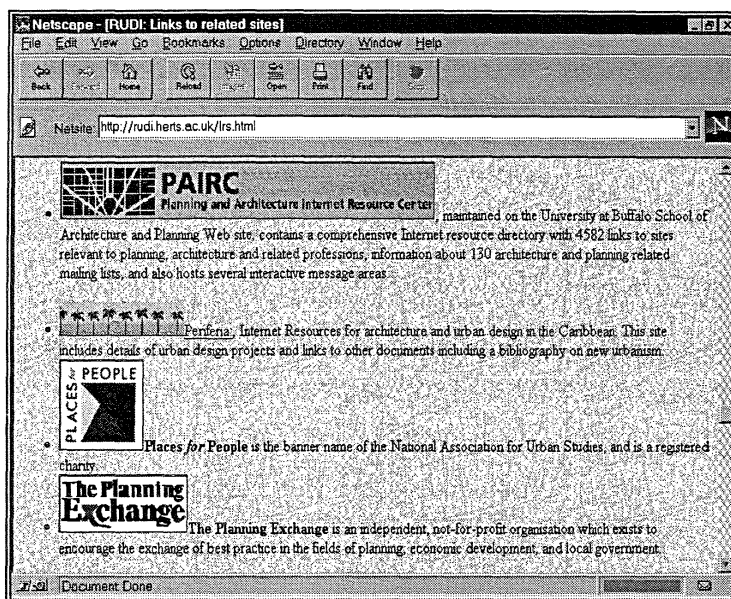 Netscape - [RUDI: Links to related sites]
File Edit View Go Bookmarks Options Directory Window Help
Back Forward Home Reload Images Open Print Find Stop
Netsite: http://rudi.herts.ac.uk/lrs.html
N
PAIRC
Planning and Architecture Internet Resource Center
, maintained on the University at Buffalo School of
Architecture and Planning Web site, contains a comprehensive Internet resource directory with 4582 links to sites
relevant to planning, architecture and related professions, information about 130 architecture and planning related
mailing lists, and also hosts several interactive message areas.
Periferia:, Internet Resources for architecture and urban design in the Caribbean. This site
includes details of urban design projects and links to other documents including a bibliography on new urbanism.
PLACES for PEOPLE
Places for People is the banner name of the National Association for Urban Studies, and is a registered
charity.
The Planning
Exchange
The Planning Exchange is an independent, not-for-profit organisation which exists to
encourage the exchange of best practice in the fields of planning, economic development, and local government.
Document Done